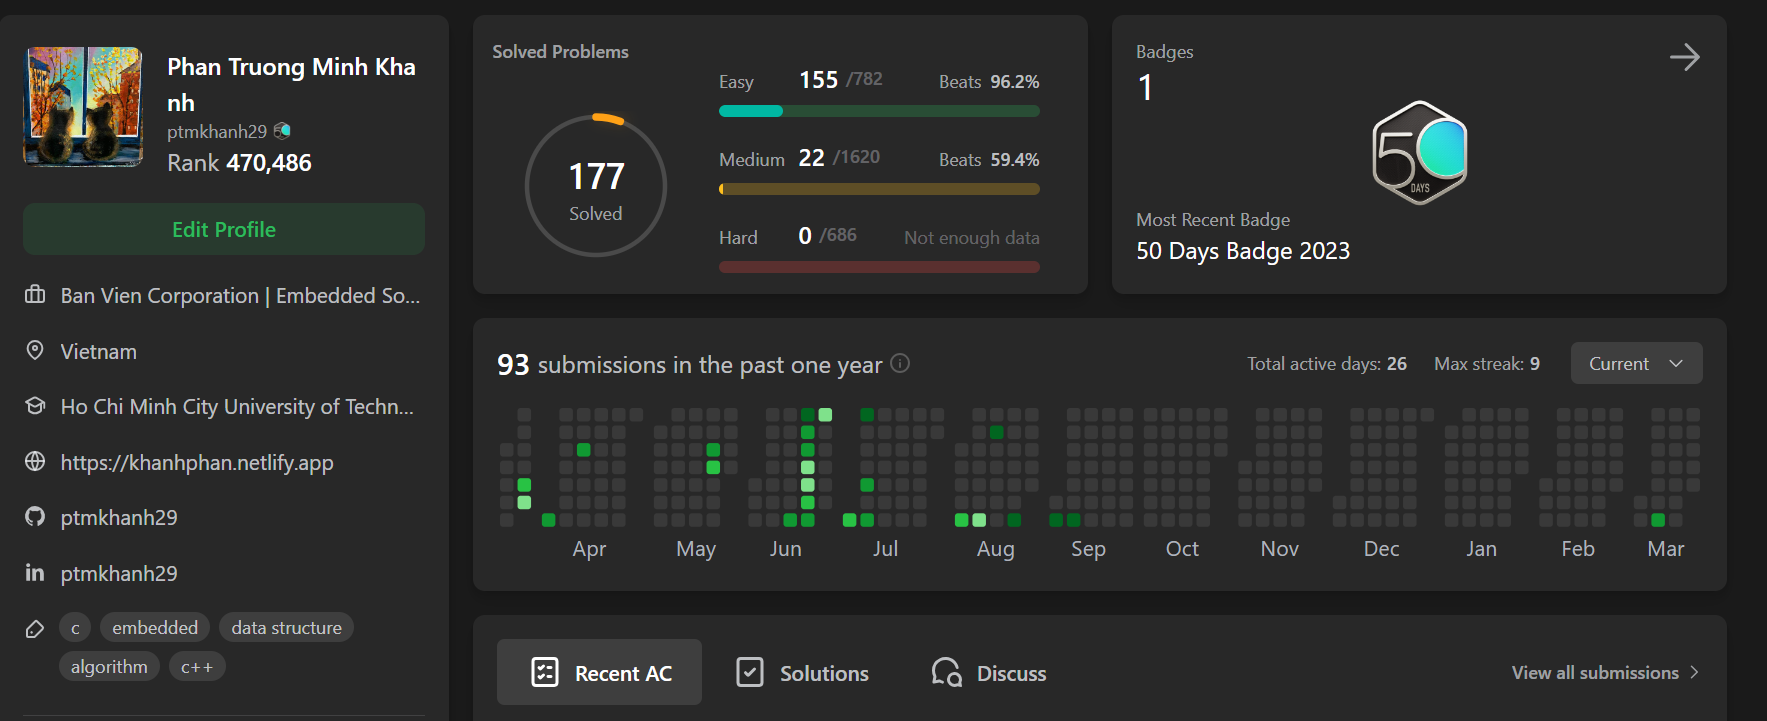 Phan Truong Minh Kha
nh
ptmkhanh29
Rank 470,486
Edit Profile
Ban Vien Corporation | Embedded So...
Vietnam
Ho Chi Minh City University of Techn...
https://khanhphan.netlify.app
ptmkhanh29
ptmkhanh29
c embedded data structure
algorithm c++
Solved Problems
177
Solved
Easy 155 /782 Beats 96.2%
Medium 22 /1620 Beats 59.4%
Hard 0 /686 Not enough data
Badges
1
50
DAYS
Most Recent Badge
50 Days Badge 2023
93 submissions in the past one year Total active days: 26 Max streak: 9 Current
Apr May Jun Jul Aug Sep Oct Nov Dec Jan Feb Mar
Recent AC Solutions Discuss View all submissions